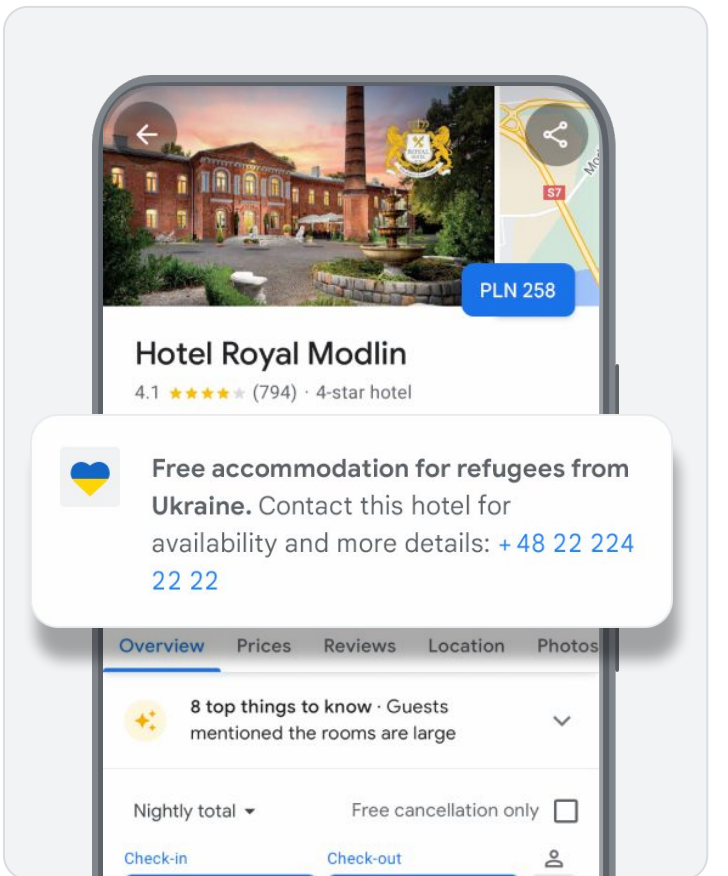 S7
PLN 258
Hotel Royal Modlin
4.1 ★★★★★ (794) · 4-star hotel
Free accommodation for refugees from
Ukraine. Contact this hotel for
availability and more details: +48 22 224
22 22
Overview Prices Reviews Location Photos
8 top things to know · Guests
mentioned the rooms are large
Nightly total Free cancellation only
Check-in Check-out